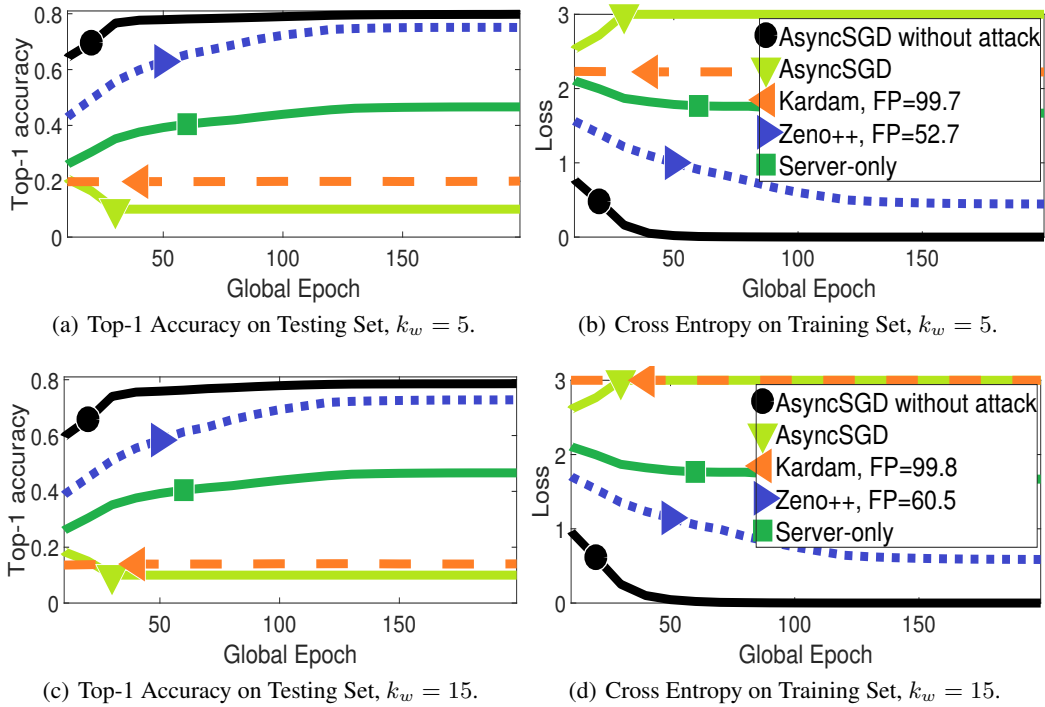 Top-1 accuracy
0.8
0.6
0.4
0.2
0
50
100
150
Global Epoch
(a) Top-1 Accuracy on Testing Set, k_w = 5.
Loss
3
2
1
0
50
100
150
Global Epoch
AsyncSGD without attack
AsyncSGD
Kardam, FP=99.7
Zeno++, FP=52.7
Server-only
(b) Cross Entropy on Training Set, k_w = 5.
Top-1 accuracy
0.8
0.6
0.4
0.2
0
50
100
150
Global Epoch
(c) Top-1 Accuracy on Testing Set, k_w = 15.
Loss
3
2
1
0
50
100
150
Global Epoch
AsyncSGD without attack
AsyncSGD
Kardam, FP=99.8
Zeno++, FP=60.5
Server-only
(d) Cross Entropy on Training Set, k_w = 15.